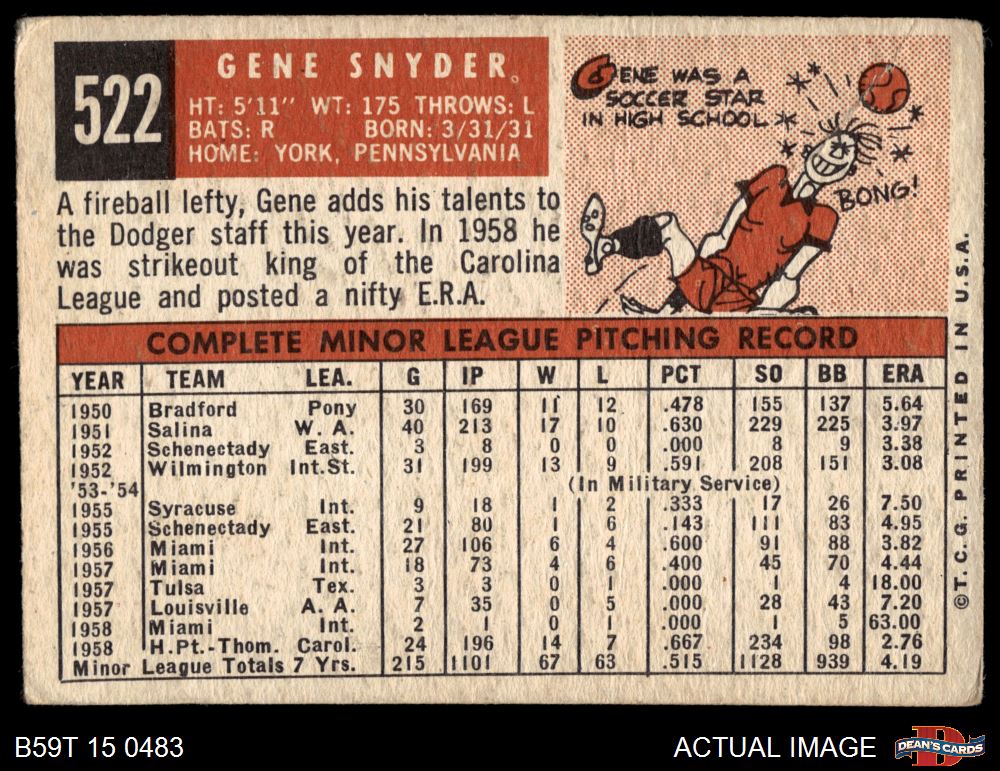 522
GENE SNYDER
HT: 5'11" WT: 175 THROWS: L
BATS: R BORN: 3/31/31
HOME: YORK, PENNSYLVANIA
GENE WAS A
SOCCER STAR
IN HIGH SCHOOL
BONG!
A fireball lefty, Gene adds his talents to
the Dodger staff this year. In 1958 he
was strikeout king of the Carolina
League and posted a nifty E.R.A.
COMPLETE MINOR LEAGUE PITCHING RECORD
YEAR TEAM LEA. G IP W L PCT SO BB ERA
1950 Bradford Pony 30 169 11 12 .478 155 137 5.64
1951 Salina W. A. 40 213 17 10 .630 229 225 3.97
1952 Schenectady East. 3 8 0 0 .000 8 9 3.38
1952 Wilmington Int.St. 31 199 13 9 .591 208 151 3.08
'53-'54 (In Military Service)
1955 Syracuse Int. 9 18 1 2 .333 17 26 7.50
1955 Schenectady East. 21 80 1 6 .143 111 83 4.95
1956 Miami Int. 27 106 6 4 .600 91 88 3.82
1957 Miami Int. 18 73 4 6 .400 45 70 4.44
1957 Tulsa Tex. 3 3 0 1 .000 1 4 18.00
1957 Louisville A. A. 7 35 0 5 .000 28 43 7.20
1958 Miami Int. 2 1 0 1 .000 1 5 63.00
1958 H.Pt.-Thom. Carol. 24 196 14 7 .667 234 98 2.76
Minor League Totals 7 Yrs. 215 1101 67 63 .515 1128 939 4.19
©T.C.G. PRINTED IN U.S.A.
B59T 15 0483
ACTUAL IMAGE
D
DEAN'S CARDS